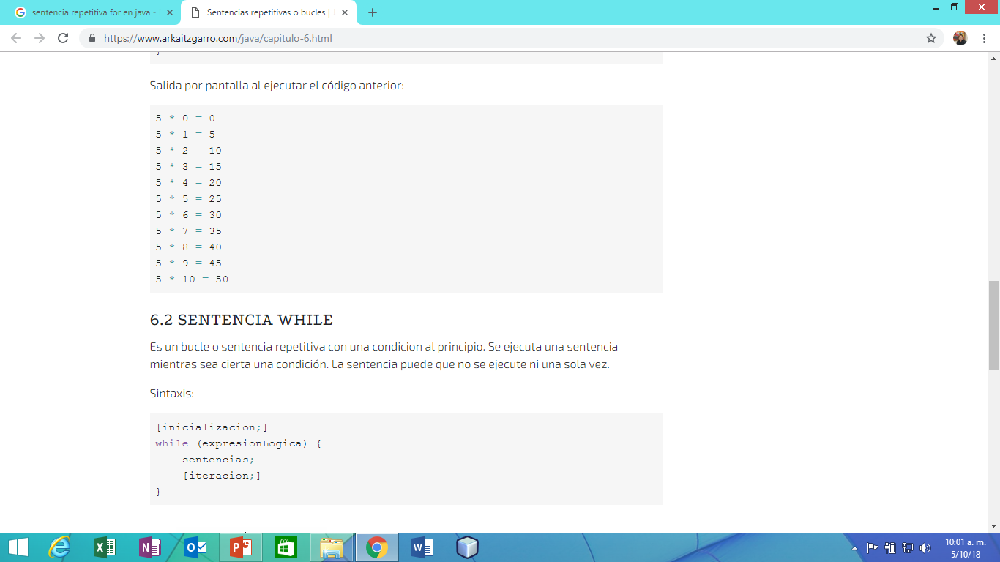 sentencia repetitiva for en java -
Sentencias repetitivas o bucles |
https://www.arkaitzgarro.com/java/capitulo-6.html
}
Salida por pantalla al ejecutar el código anterior:
5 * 0 = 0
5 * 1 = 5
5 * 2 = 10
5 * 3 = 15
5 * 4 = 20
5 * 5 = 25
5 * 6 = 30
5 * 7 = 35
5 * 8 = 40
5 * 9 = 45
5 * 10 = 50
6.2 SENTENCIA WHILE
Es un bucle o sentencia repetitiva con una condicion al principio. Se ejecuta una sentencia
mientras sea cierta una condición. La sentencia puede que no se ejecute ni una sola vez.
Sintaxis:
[inicializacion;]
while (expresionLogica) {
    sentencias;
    [iteracion;]
}
10:01 a. m.
5/10/18